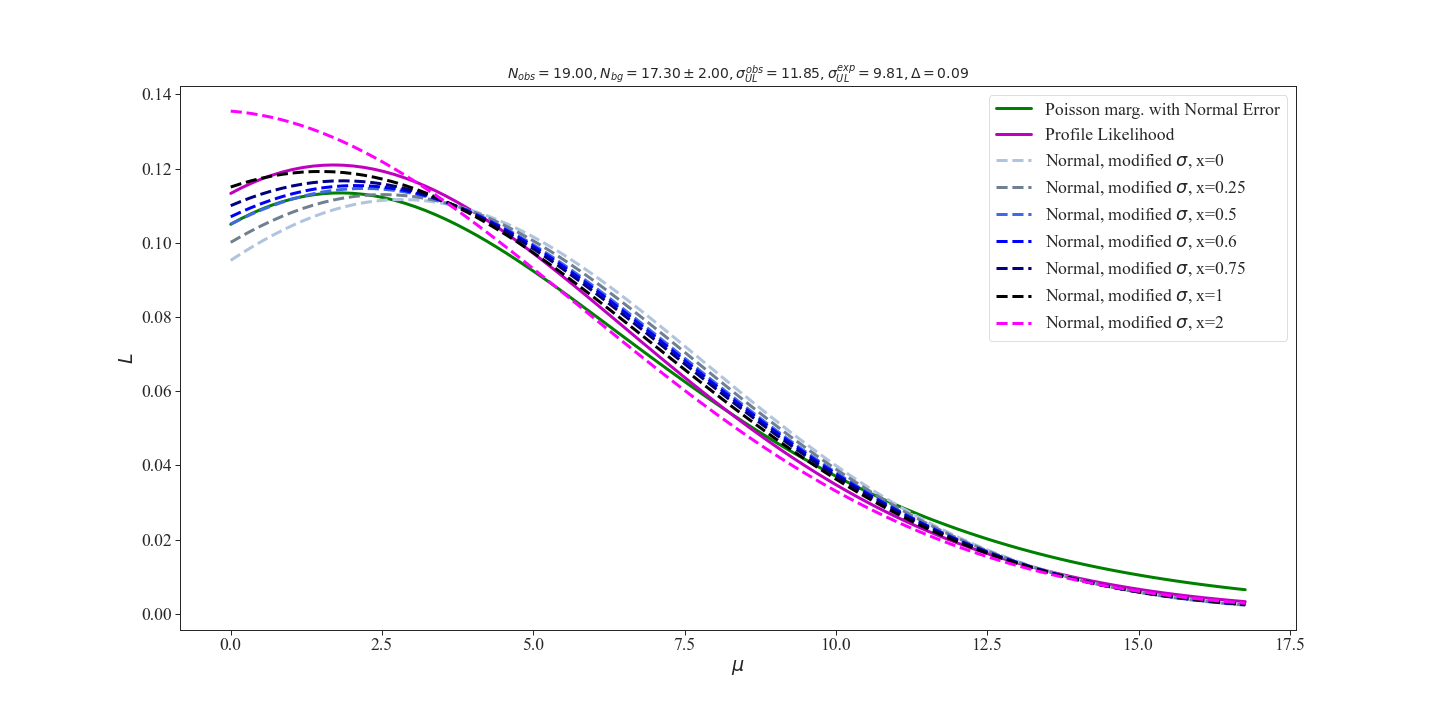 N_obs = 19.00, N_bg = 17.30 ± 2.00, σ_UL^obs = 11.85, σ_UL^exp = 9.81, Δ = 0.09
0.14
0.12
0.10
0.08
0.06
0.04
0.02
0.00
L
Poisson marg. with Normal Error
Profile Likelihood
Normal, modified σ, x=0
Normal, modified σ, x=0.25
Normal, modified σ, x=0.5
Normal, modified σ, x=0.6
Normal, modified σ, x=0.75
Normal, modified σ, x=1
Normal, modified σ, x=2
0.0 2.5 5.0 7.5 10.0 12.5 15.0 17.5
μ